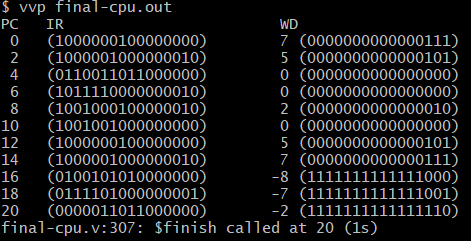 $ vvp final-cpu.out
PC IR WD
0 (1000000100000000) 7 (0000000000000111)
2 (1000001000000010) 5 (0000000000000101)
4 (0110011011000000) 0 (0000000000000000)
6 (1011110000000010) 0 (0000000000000000)
8 (1001000100000010) 2 (0000000000000010)
10 (1001001000000000) 0 (0000000000000000)
12 (1000000100000000) 5 (0000000000000101)
14 (1000001000000010) 7 (0000000000000111)
16 (0100101010000000) -8 (1111111111111000)
18 (0111101000000001) -7 (1111111111111001)
20 (0000011011000000) -2 (1111111111111110)
final-cpu.v:307: $finish called at 20 (1s)